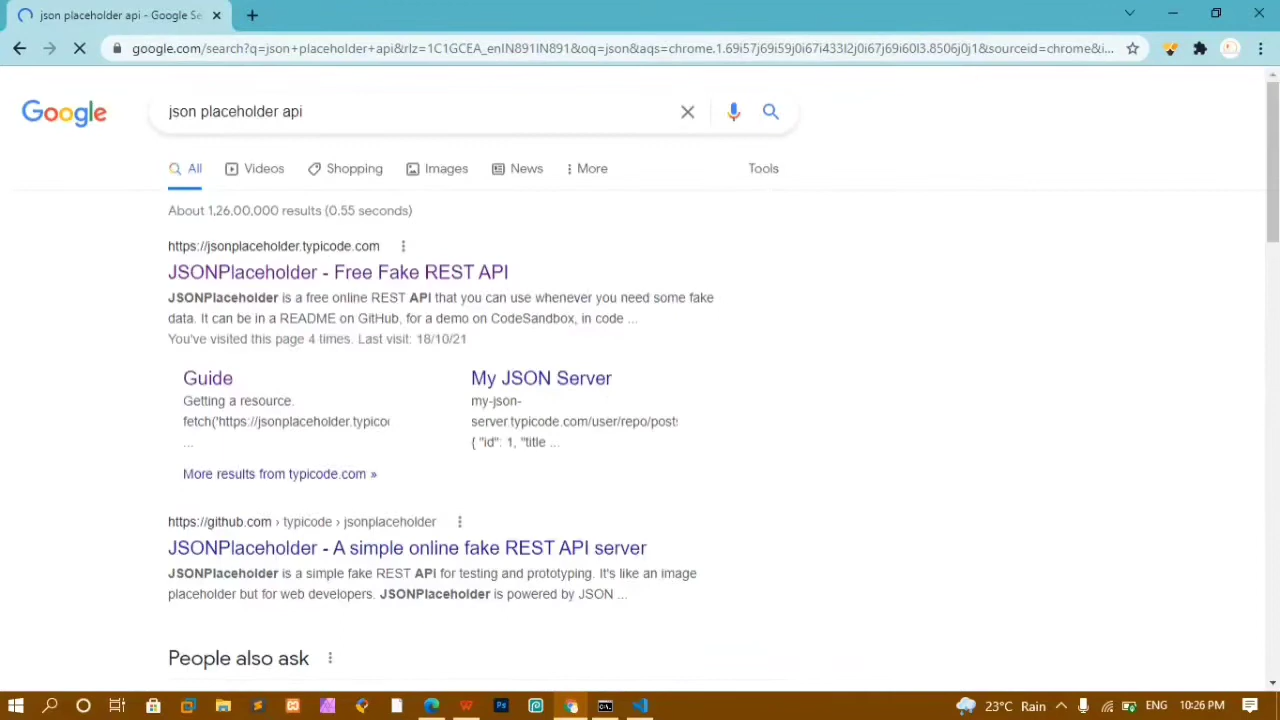 json placeholder api - Google Se
google.com/search?q=json+placeholder+api&rlz=1C1GCEA_enIN891IN891&oq=json&aqs=chrome.1.69i57j69i59j0i67i433l2j0i67j69i60l3.8506j0j1&sourceid=chrome&i...
Google
json placeholder api
All Videos Shopping Images News More Tools
About 1,26,00,000 results (0.55 seconds)
https://jsonplaceholder.typicode.com
JSONPlaceholder - Free Fake REST API
JSONPlaceholder is a free online REST API that you can use whenever you need some fake
data. It can be in a README on GitHub, for a demo on CodeSandbox, in code ...
You've visited this page 4 times. Last visit: 18/10/21
Guide
Getting a resource.
fetch('https://jsonplaceholder.typico
...
My JSON Server
my-json-
server.typicode.com/user/repo/posts
{ "id": 1, "title ...
More results from typicode.com »
https://github.com › typicode › jsonplaceholder
JSONPlaceholder - A simple online fake REST API server
JSONPlaceholder is a simple fake REST API for testing and prototyping. It's like an image
placeholder but for web developers. JSONPlaceholder is powered by JSON ...
People also ask
23°C Rain ENG 10:26 PM